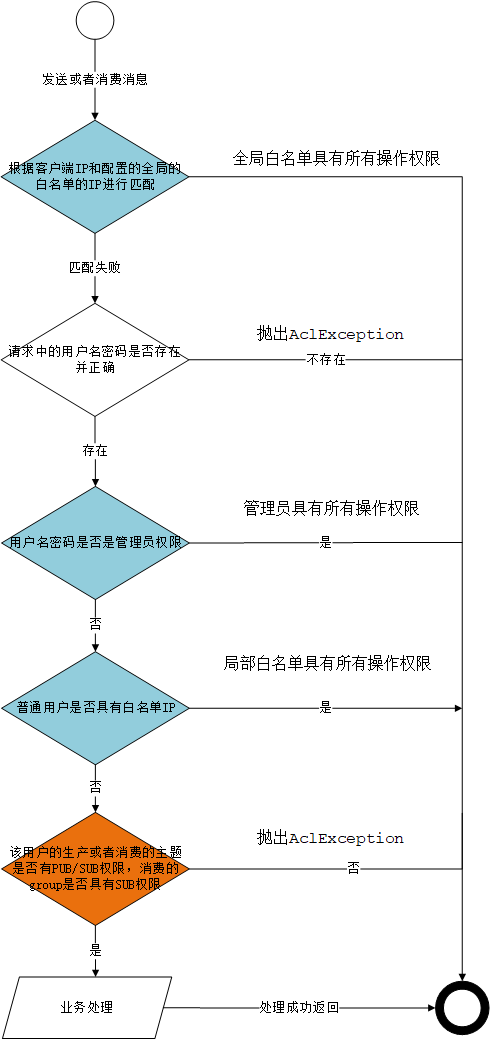 发送或者消费消息
根据客户端IP和配置的全局的
白名单的IP进行匹配
全局白名单具有所有操作权限
匹配失败
请求中的用户名密码是否存在
并正确
抛出AclException
不存在
存在
用户名密码是否是管理员权限
管理员具有所有操作权限
是
否
普通用户是否具有白名单IP
局部白名单具有所有操作权限
是
否
该用户的生产或者消费的主题
是否有PUB/SUB权限，消费的
group是否具有SUB权限
抛出AclException
否
是
业务处理
处理成功返回